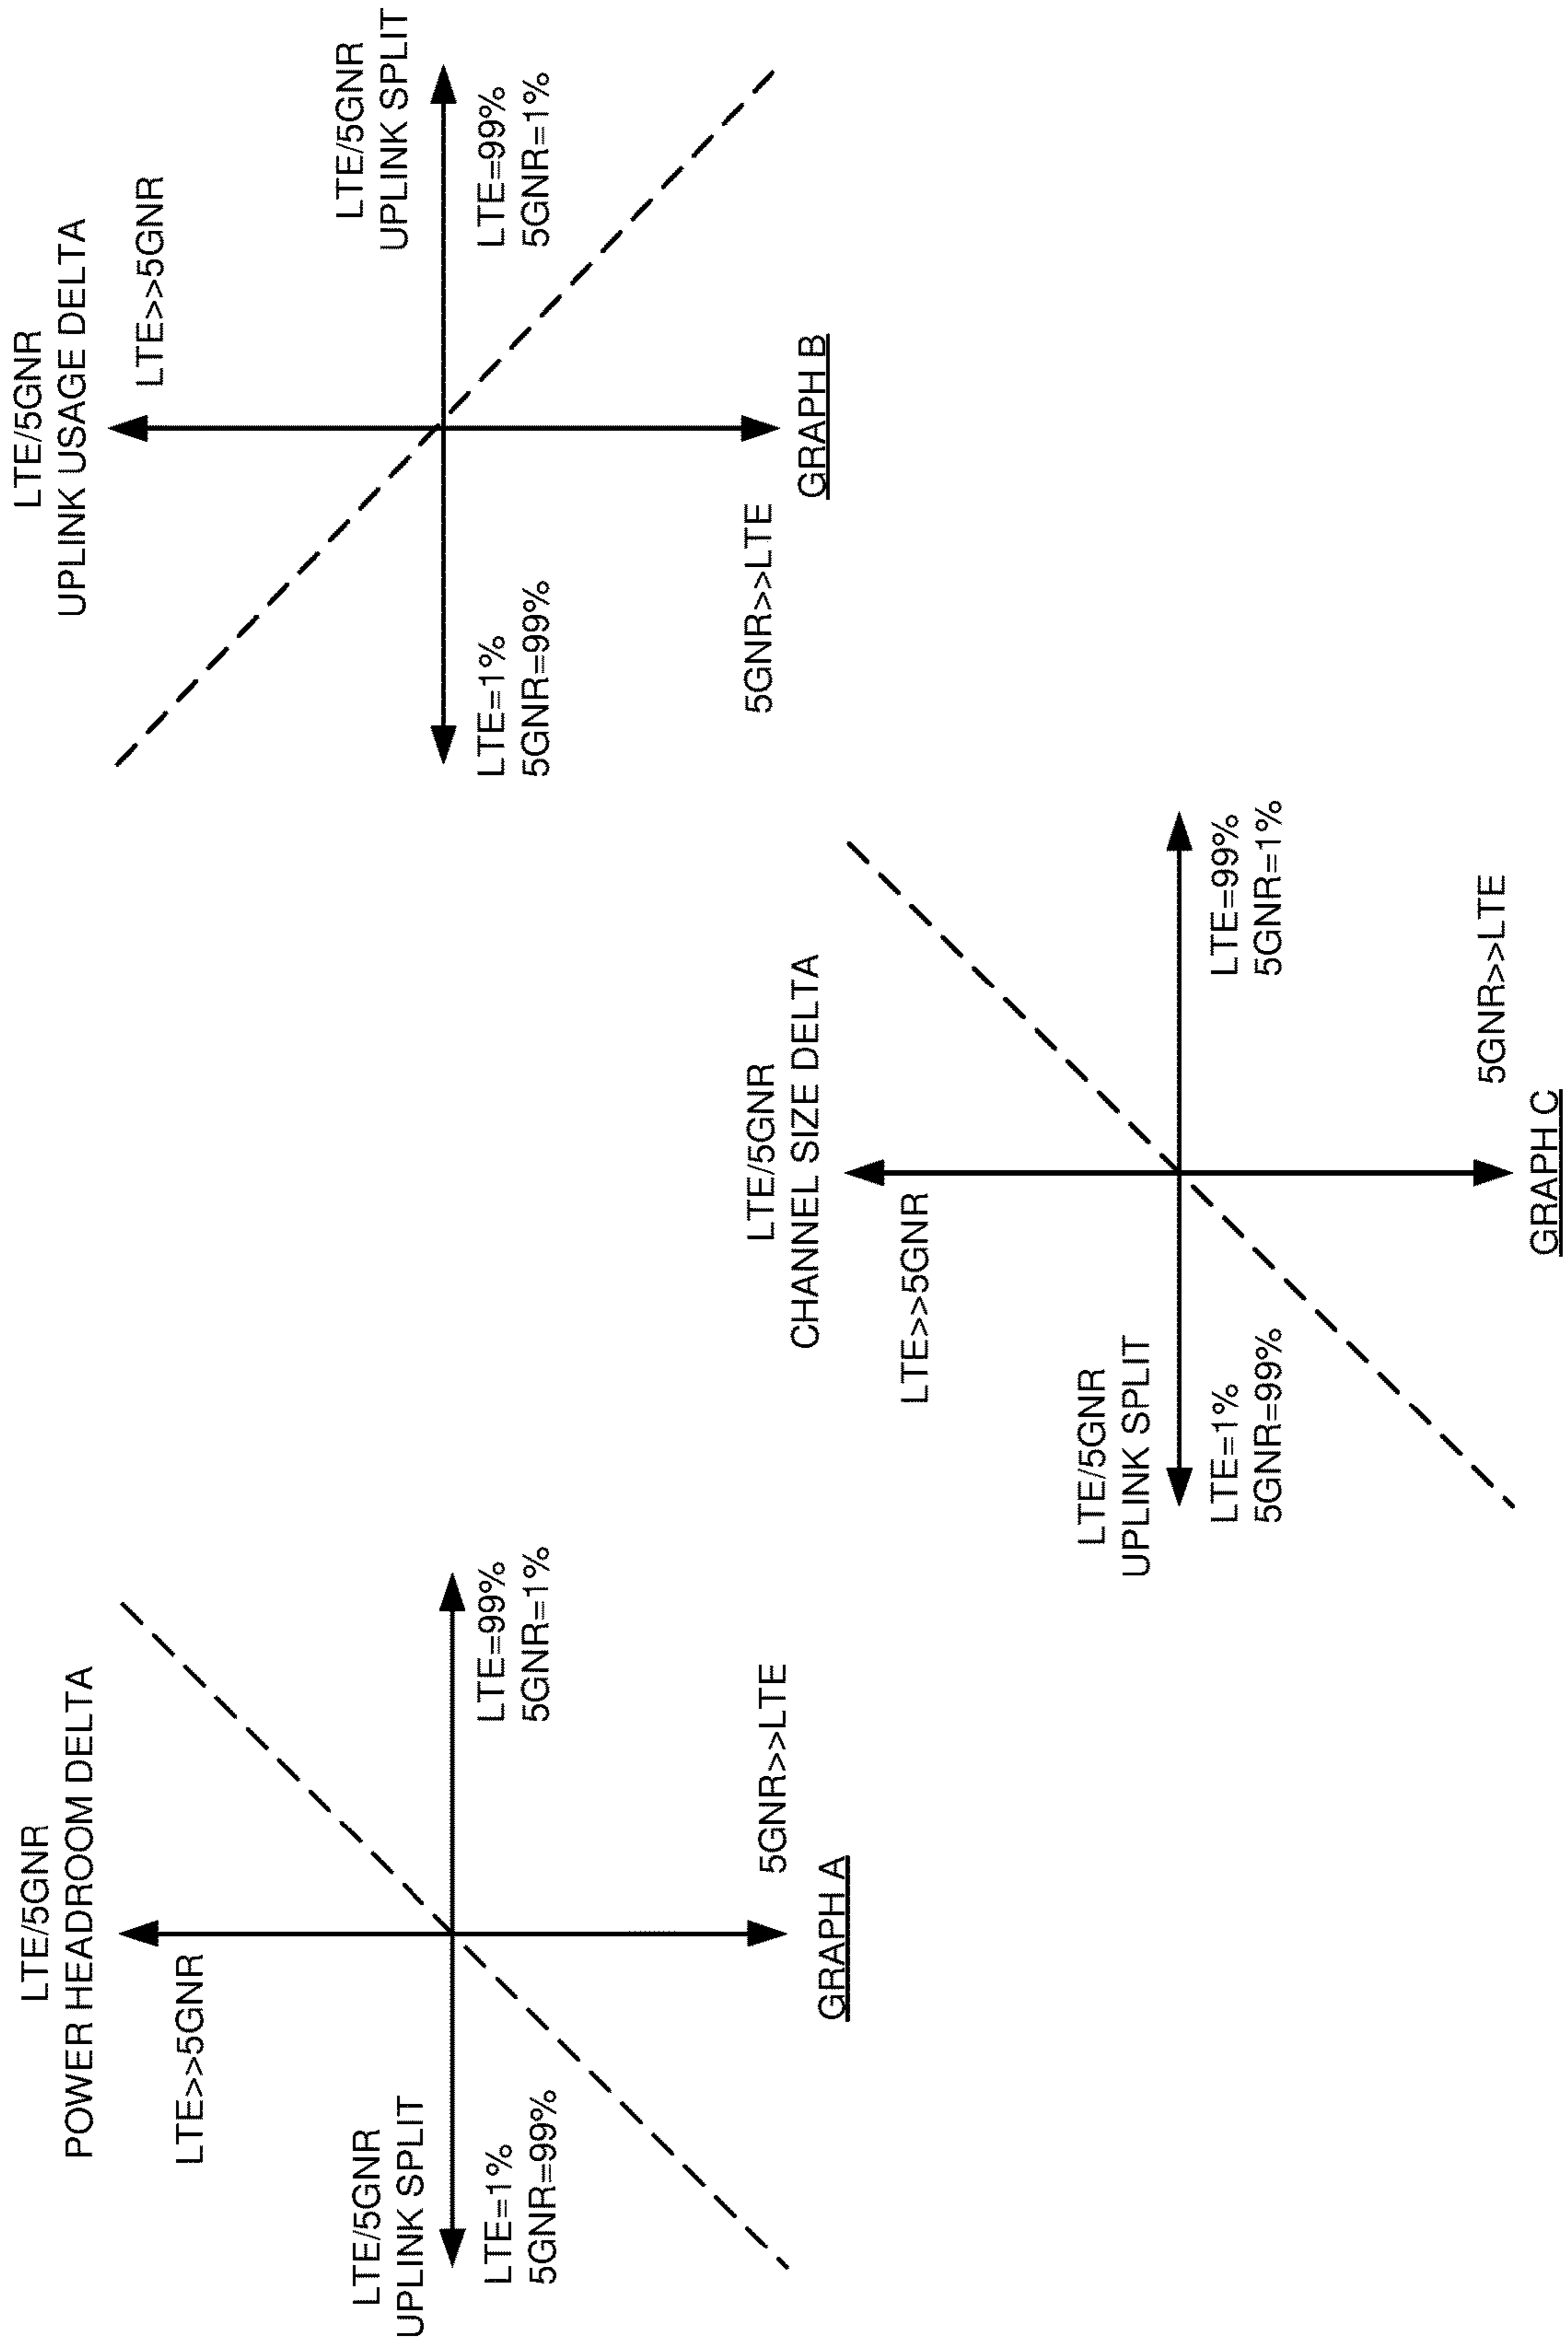 LTE/5GNR
POWER HEADROOM DELTA
LTE>>5GNR
LTE/5GNR
UPLINK SPLIT
LTE=1%
5GNR=99%
LTE=99%
5GNR=1%
5GNR>>LTE
GRAPH A
LTE/5GNR
UPLINK USAGE DELTA
LTE>>5GNR
LTE/5GNR
UPLINK SPLIT
LTE=1%
5GNR=99%
LTE=99%
5GNR=1%
5GNR>>LTE
GRAPH B
LTE/5GNR
CHANNEL SIZE DELTA
LTE>>5GNR
LTE/5GNR
UPLINK SPLIT
LTE=1%
5GNR=99%
LTE=99%
5GNR=1%
5GNR>>LTE
GRAPH C